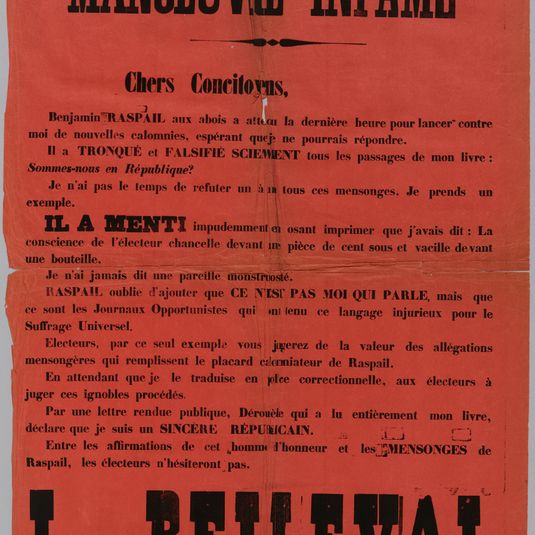 MANŒUVRE INFAME
Chers Concitoyens,
Benjamin RASPAIL aux abois a attendu la dernière heure pour lancer contre
moi de nouvelles calomnies, espérant que je ne pourrais répondre.
Il a TRONQUÉ et FALSIFIÉ SCIEMMENT tous les passages de mon livre :
Sommes-nous en République?
Je n'ai pas le temps de refuter un à un tous ces mensonges. Je prends un
exemple.
IL A MENTI impudemment en osant imprimer que j'avais dit : La
conscience de l'électeur chancelle devant une pièce de cent sous et vacille devant
une bouteille.
Je n'ai jamais dit une pareille monstruosité.
RASPAIL oublie d'ajouter que CE N'EST PAS MOI QUI PARLE, mais que
ce sont les Journaux Opportunistes qui ont tenu ce langage injurieux pour le
Suffrage Universel.
Electeurs, par ce seul exemple vous jugerez de la valeur des allégations
mensongères qui remplissent le placard calomniateur de Raspail.
En attendant que je le traduise en police correctionnelle, aux électeurs à
juger ces ignobles procédés.
Par une lettre rendue publique, Déroulède qui a lu entièrement mon livre,
déclare que je suis un SINCÈRE RÉPUBLICAIN.
Entre les affirmations de cet homme d'honneur et les MENSONGES de
Raspail, les électeurs n'hésiteront pas.